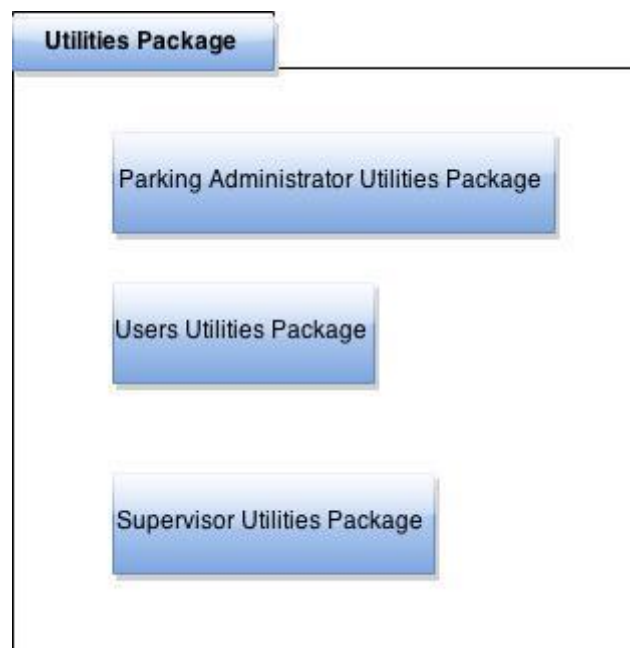 Utilities Package
Parking Administrator Utilities Package
Users Utilities Package
Supervisor Utilities Package